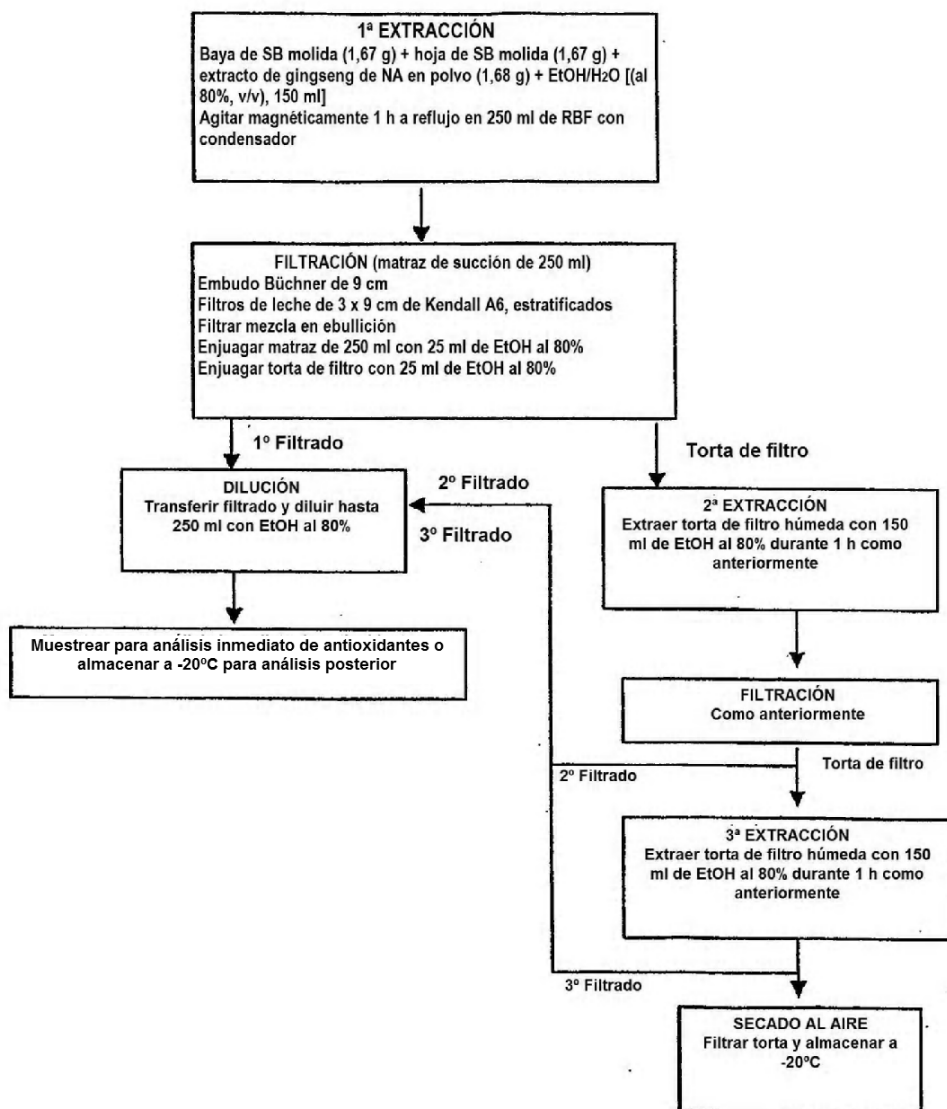 1ª EXTRACCIÓN
Baya de SB molida (1,67 g) + hoja de SB molida (1,67 g) +
extracto de gingseng de NA en polvo (1,68 g) + EtOH/H2O [(al
80%, v/v), 150 ml]
Agitar magnéticamente 1 h a reflujo en 250 ml de RBF con
condensador
FILTRACIÓN (matraz de succión de 250 ml)
Embudo Büchner de 9 cm
Filtros de leche de 3 x 9 cm de Kendall A6, estratificados
Filtrar mezcla en ebullición
Enjuagar matraz de 250 ml con 25 ml de EtOH al 80%
Enjuagar torta de filtro con 25 ml de EtOH al 80%
1º Filtrado
Torta de filtro
DILUCIÓN
Transferir filtrado y diluir hasta
250 ml con EtOH al 80%
2º Filtrado
3º Filtrado
2ª EXTRACCIÓN
Extraer torta de filtro húmeda con 150
ml de EtOH al 80% durante 1 h como
anteriormente
Muestrear para análisis inmediato de antioxidantes o
almacenar a -20ºC para análisis posterior
FILTRACIÓN
Como anteriormente
2º Filtrado
Torta de filtro
3ª EXTRACCIÓN
Extraer torta de filtro húmeda con 150
ml de EtOH al 80% durante 1 h como
anteriormente
3º Filtrado
SECADO AL AIRE
Filtrar torta y almacenar a
-20ºC